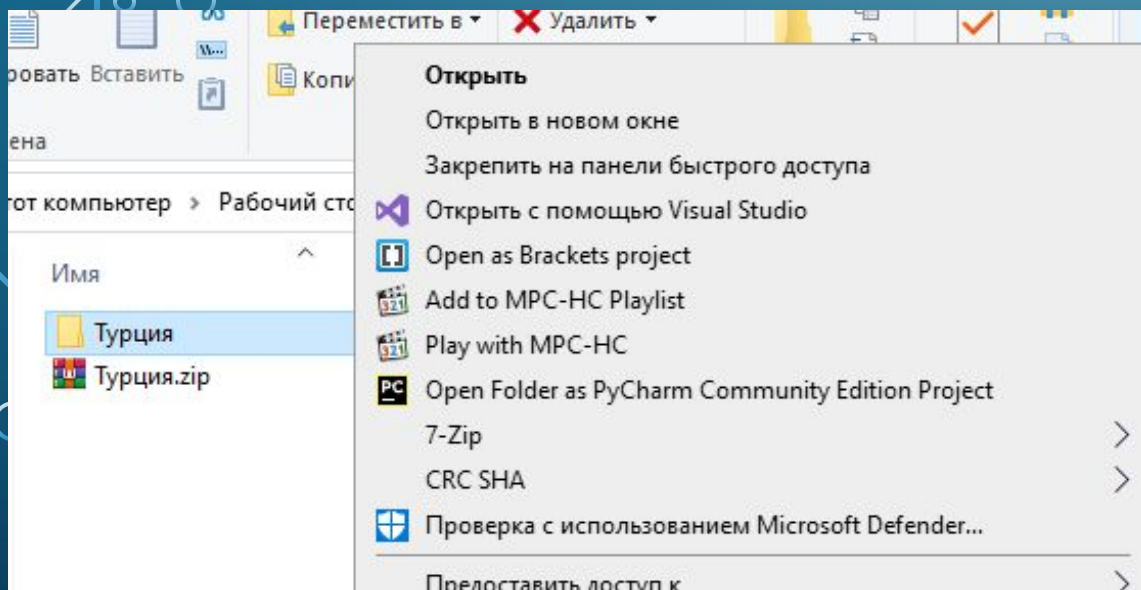 Переместить в
Удалить
ровать Вставить
Копи
ена
тот компьютер > Рабочий сто
Имя
Турция
Турция.zip
Открыть
Открыть в новом окне
Закрепить на панели быстрого доступа
Открыть с помощью Visual Studio
Open as Brackets project
Add to MPC-HC Playlist
Play with MPC-HC
PC Open Folder as PyCharm Community Edition Project
7-Zip
CRC SHA
Проверка с использованием Microsoft Defender...
Предоставить доступ к